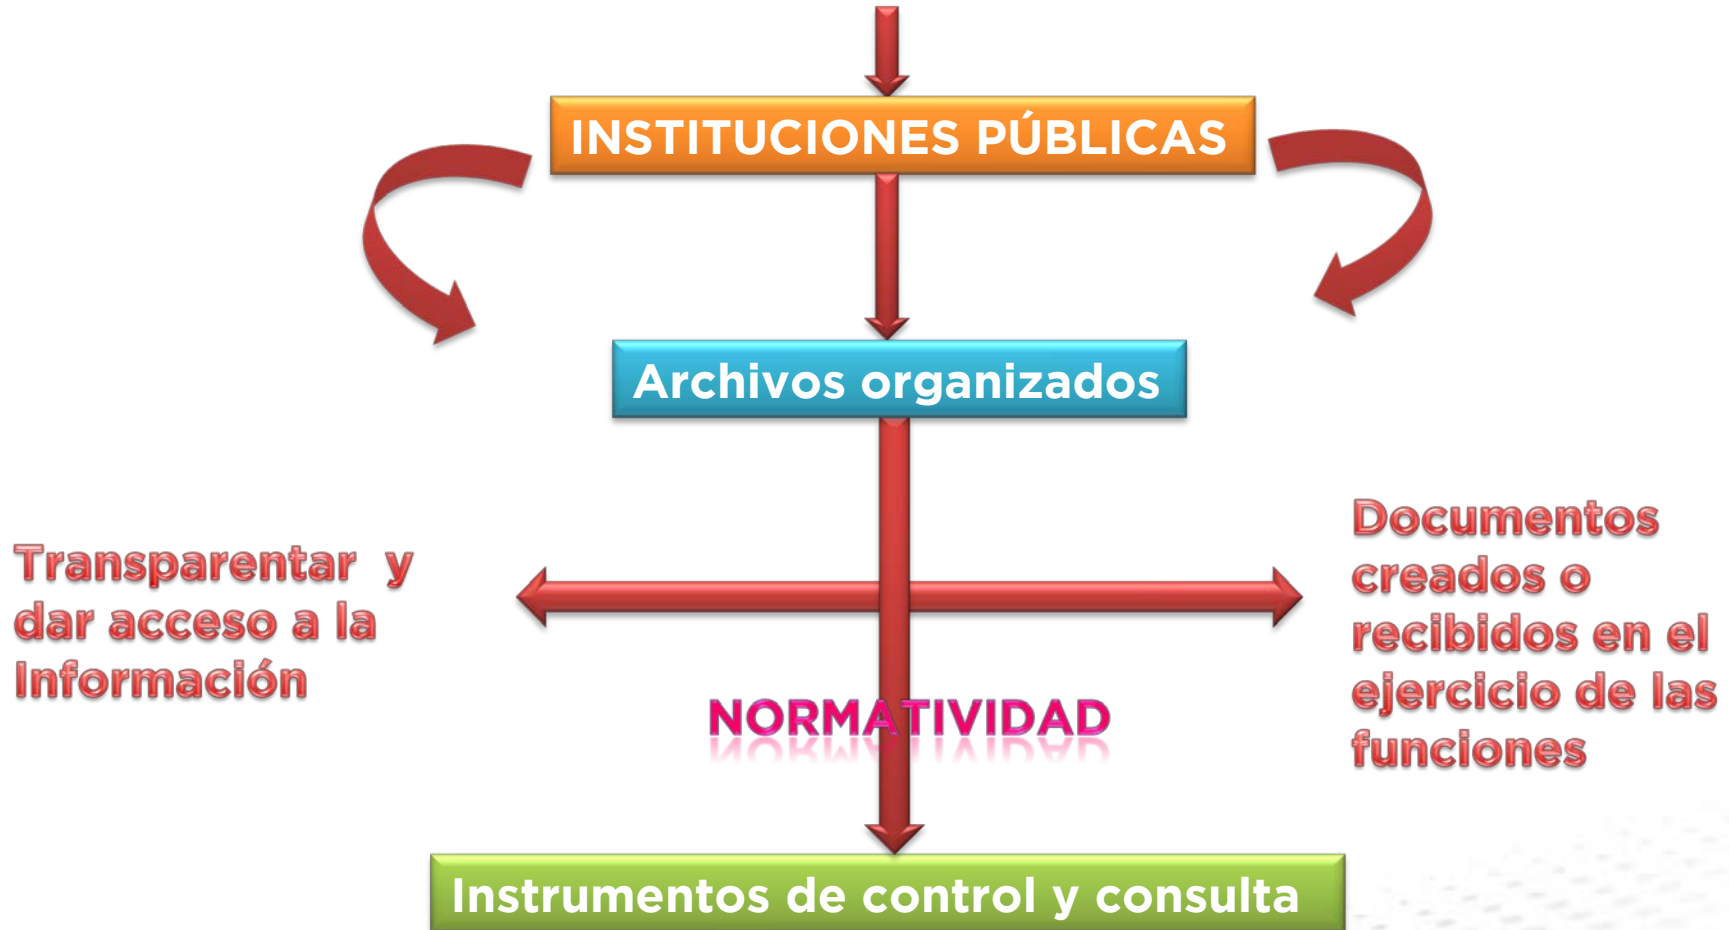 INSTITUCIONES PÚBLICAS
Archivos organizados
Transparentar y
dar acceso a la
Información
Documentos
creados o
recibidos en el
ejercicio de las
funciones
NORMATIVIDAD
Instrumentos de control y consulta